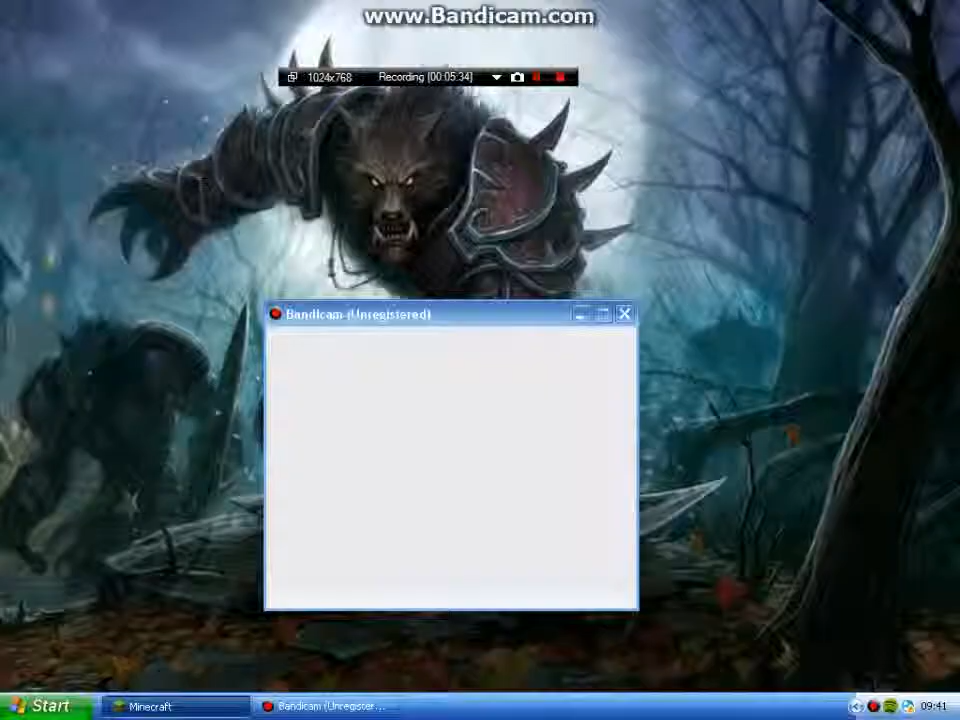 www.Bandicam.com
1024x768 Recording [00:05:34]
Bandicam (Unregistered)
Start Minecraft Bandicam (Unregister... 09:41